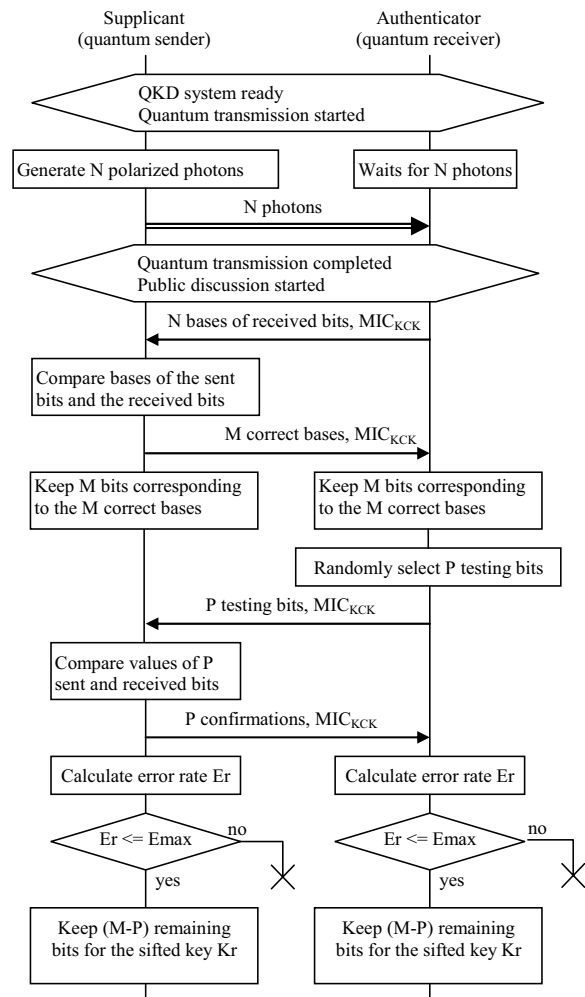 Supplicant
(quantum sender)
Authenticator
(quantum receiver)
QKD system ready
Quantum transmission started
Generate N polarized photons
Waits for N photons
N photons
Quantum transmission completed
Public discussion started
N bases of received bits, MIC_KCK
Compare bases of the sent
bits and the received bits
M correct bases, MIC_KCK
Keep M bits corresponding
to the M correct bases
Keep M bits corresponding
to the M correct bases
Randomly select P testing bits
P testing bits, MIC_KCK
Compare values of P
sent and received bits
P confirmations, MIC_KCK
Calculate error rate Er
Calculate error rate Er
Er <= Emax
no
Er <= Emax
no
yes
yes
Keep (M-P) remaining
bits for the sifted key Kr
Keep (M-P) remaining
bits for the sifted key Kr